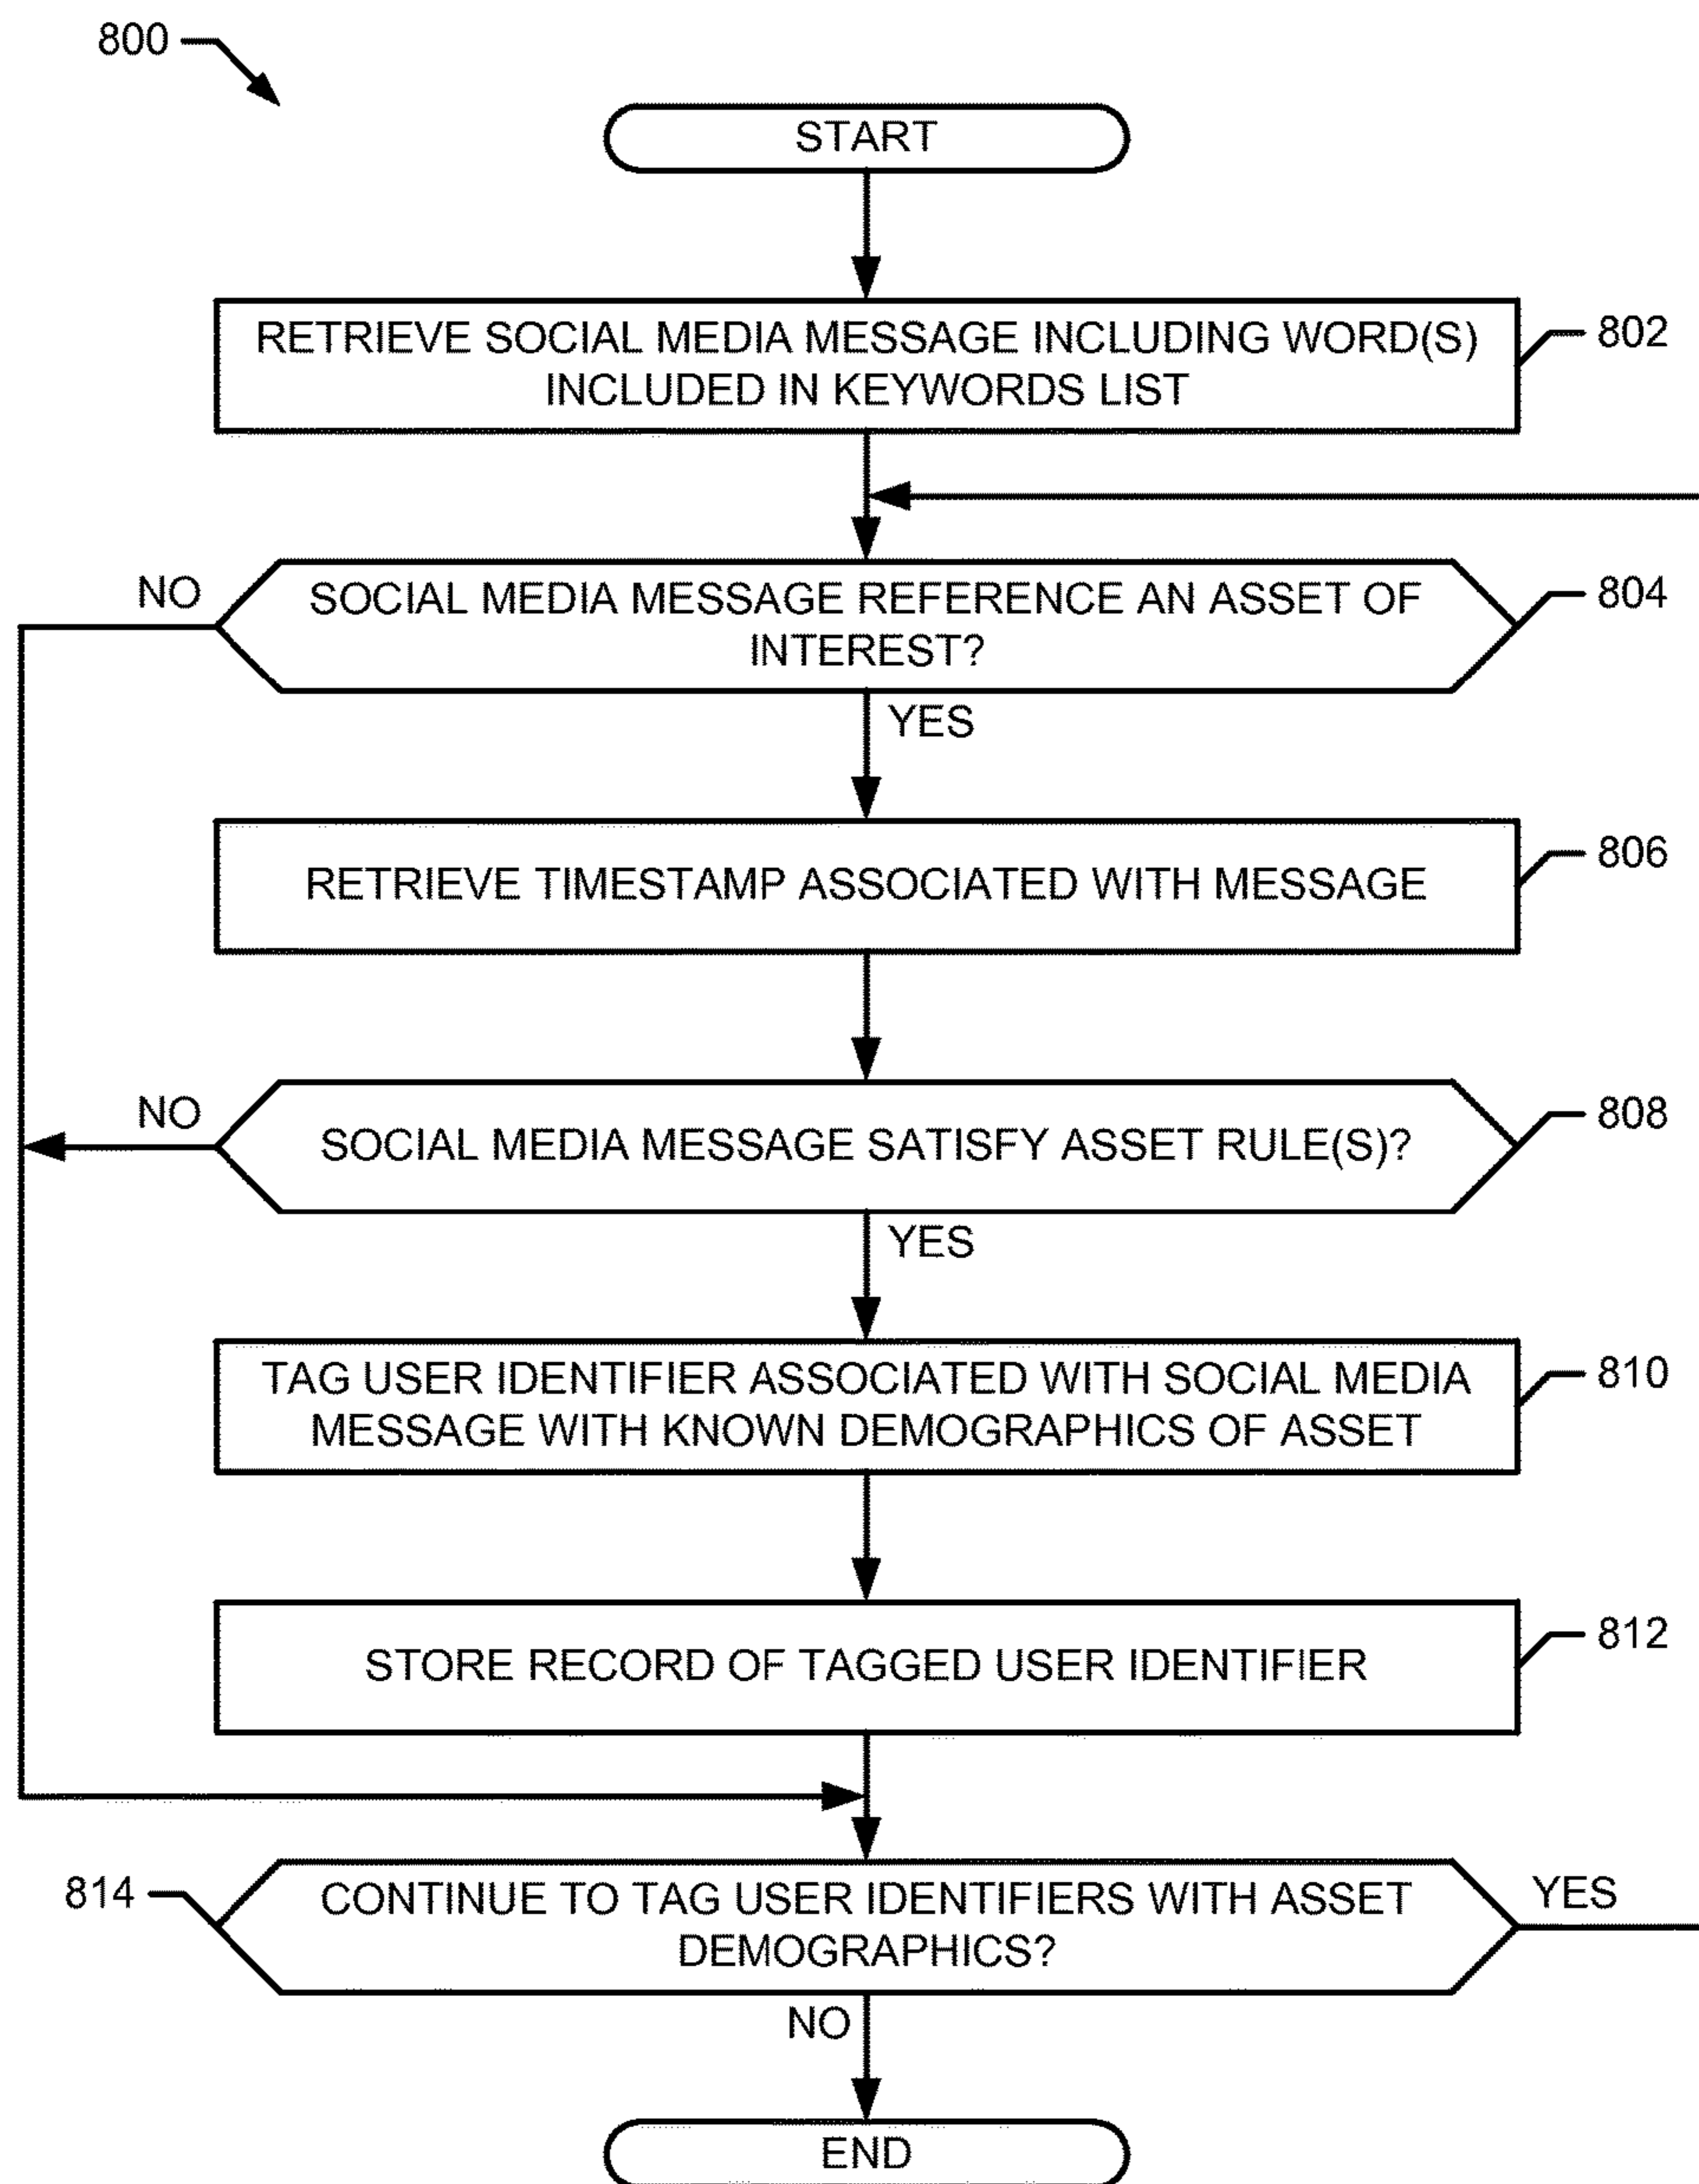 800
START
RETRIEVE SOCIAL MEDIA MESSAGE INCLUDING WORD(S)
INCLUDED IN KEYWORDS LIST
802
NO
SOCIAL MEDIA MESSAGE REFERENCE AN ASSET OF
INTEREST?
804
YES
RETRIEVE TIMESTAMP ASSOCIATED WITH MESSAGE
806
NO
SOCIAL MEDIA MESSAGE SATISFY ASSET RULE(S)?
808
YES
TAG USER IDENTIFIER ASSOCIATED WITH SOCIAL MEDIA
MESSAGE WITH KNOWN DEMOGRAPHICS OF ASSET
810
STORE RECORD OF TAGGED USER IDENTIFIER
812
814
CONTINUE TO TAG USER IDENTIFIERS WITH ASSET
DEMOGRAPHICS?
YES
NO
END